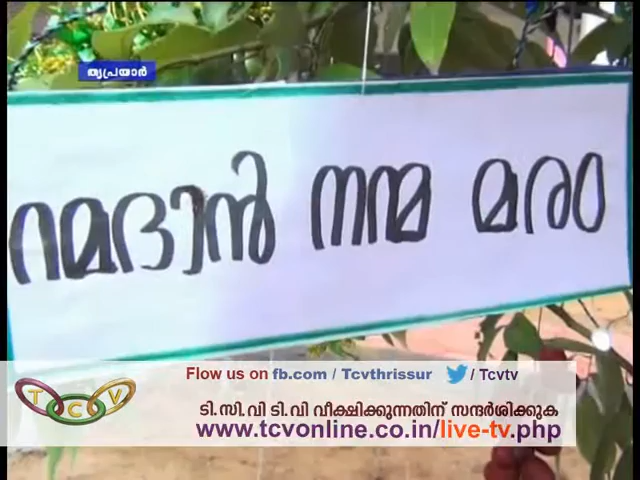 തൃപ്രയാർ
റമദാൻ നന്മ മരം
Flow us on fb.com / Tcvthrissur / Tcvtv
TCV
ടി.സി.വി ടി.വി വീക്ഷിക്കുന്നതിന് സന്ദർശിക്കുക
www.tcvonline.co.in/live-tv.php